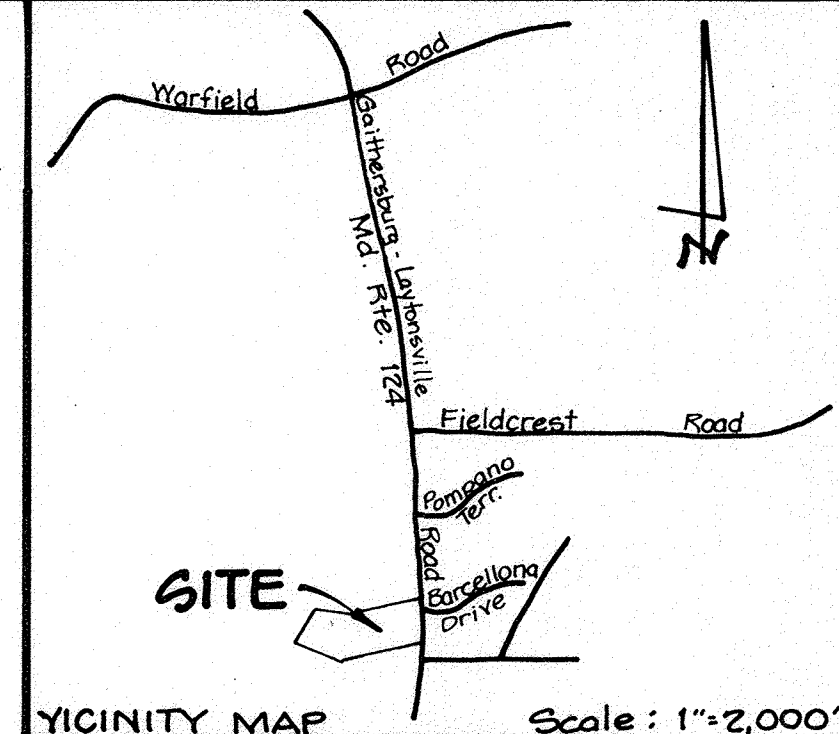 Warfield Road
Gaithersburg - Laytonsville Road
Md. Rte. 124
N
Fieldcrest Road
Pompano
Terr.
SITE
Barcellona
Drive
VICINITY MAP
Scale: 1"=2,000'